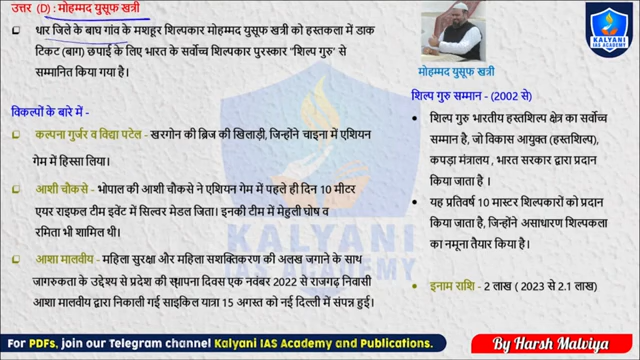 उत्तर (D) : मोहम्मद युसूफ खत्री
धार जिले के बाघ गांव के मशहूर शिल्पकार मोहम्मद युसूफ खत्री को हस्तकला में डाक
टिकट (बाग) छपाई के लिए भारत के सर्वोच्च शिल्पकार पुरस्कार "शिल्प गुरु" से
सम्मानित किया गया है।
विकल्पों के बारे में -
कल्पना गुर्जर व विद्या पटेल - खरगोन की ब्रिज की खिलाड़ी, जिन्होंने चाइना में एशियन
गेम में हिस्सा लिया।
आशी चौकसे - भोपाल की आशी चौकसे ने एशियन गेम में पहले ही दिन 10 मीटर
एयर राइफल टीम इवेंट में सिल्वर मेडल जिता। इनकी टीम में मेहुली घोष व
रमिता भी शामिल थी।
आशा मालवीय - महिला सुरक्षा और महिला सशक्तिकरण की अलख जगाने के साथ
जागरुकता के उद्देश्य से प्रदेश की स्थापना दिवस एक नवंबर 2022 से राजगढ़ निवासी
आशा मालवीय द्वारा निकाली गई साइकिल यात्रा 15 अगस्त को नई दिल्ली में संपन्न हुई।
KALYANI
IAS ACADEMY
मोहम्मद युसूफ खत्री
शिल्प गुरु सम्मान - (2002 से)
शिल्प गुरु भारतीय हस्तशिल्प क्षेत्र का सर्वोच्च
सम्मान है, जो विकास आयुक्त (हस्तशिल्प),
कपड़ा मंत्रालय , भारत सरकार द्वारा प्रदान
किया जाता है ।
यह प्रतिवर्ष 10 मास्टर शिल्पकारों को प्रदान
किया जाता है, जिन्होंने असाधारण शिल्पकला
का नमूना तैयार किया है।
इनाम राशि - 2 लाख ( 2023 से 2.1 लाख)
KALYANI
IAS ACADEMY
For PDFs, join our Telegram channel Kalyani IAS Academy and Publications.
By Harsh Malviya